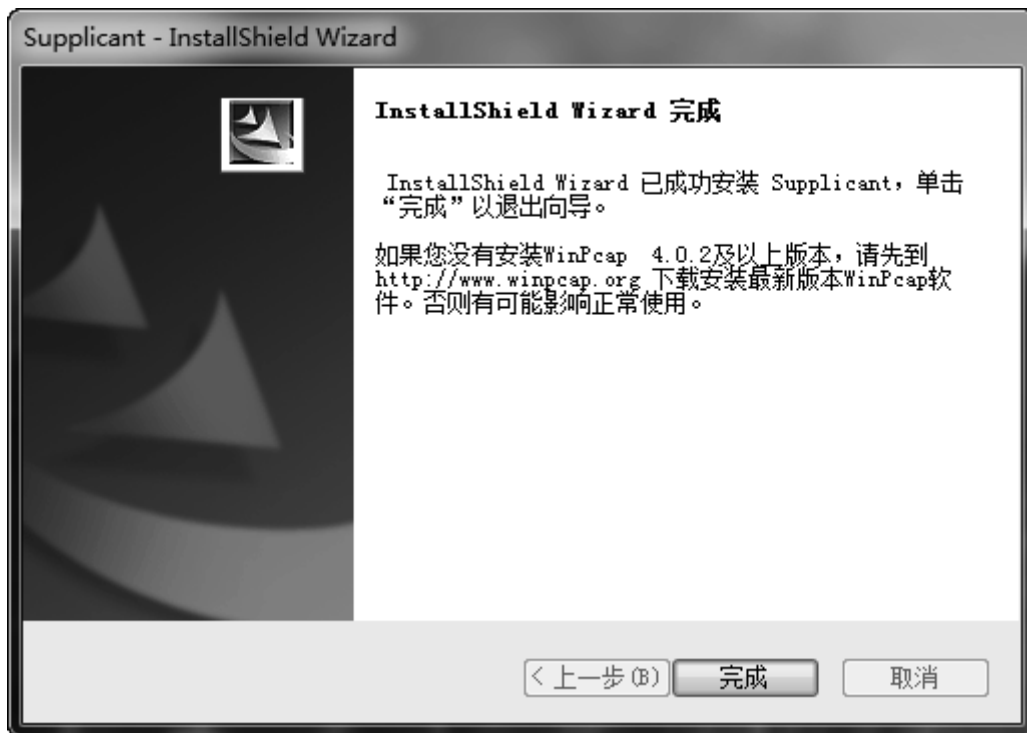 Supplicant - InstallShield Wizard
InstallShield Wizard 完成
InstallShield Wizard 已成功安装 Supplicant，单击
“完成”以退出向导。
如果您没有安装WinPcap 4.0.2及以上版本，请先到
http://www.winpcap.org 下载安装最新版本WinPcap软
件。否则有可能影响正常使用。
< 上一步(B)
完成
取消